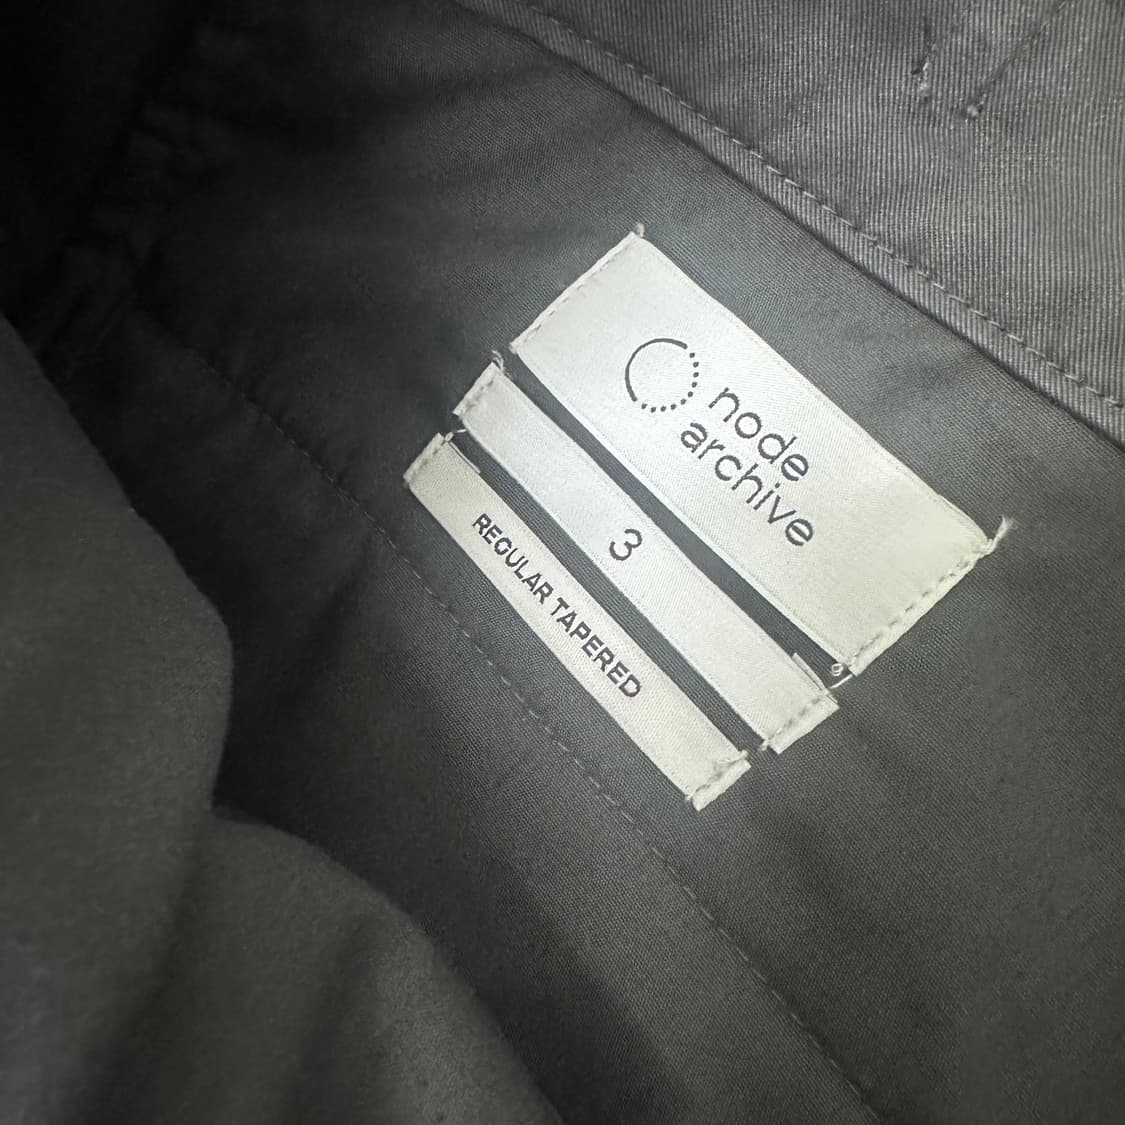 node
archive
3
REGULAR TAPERED